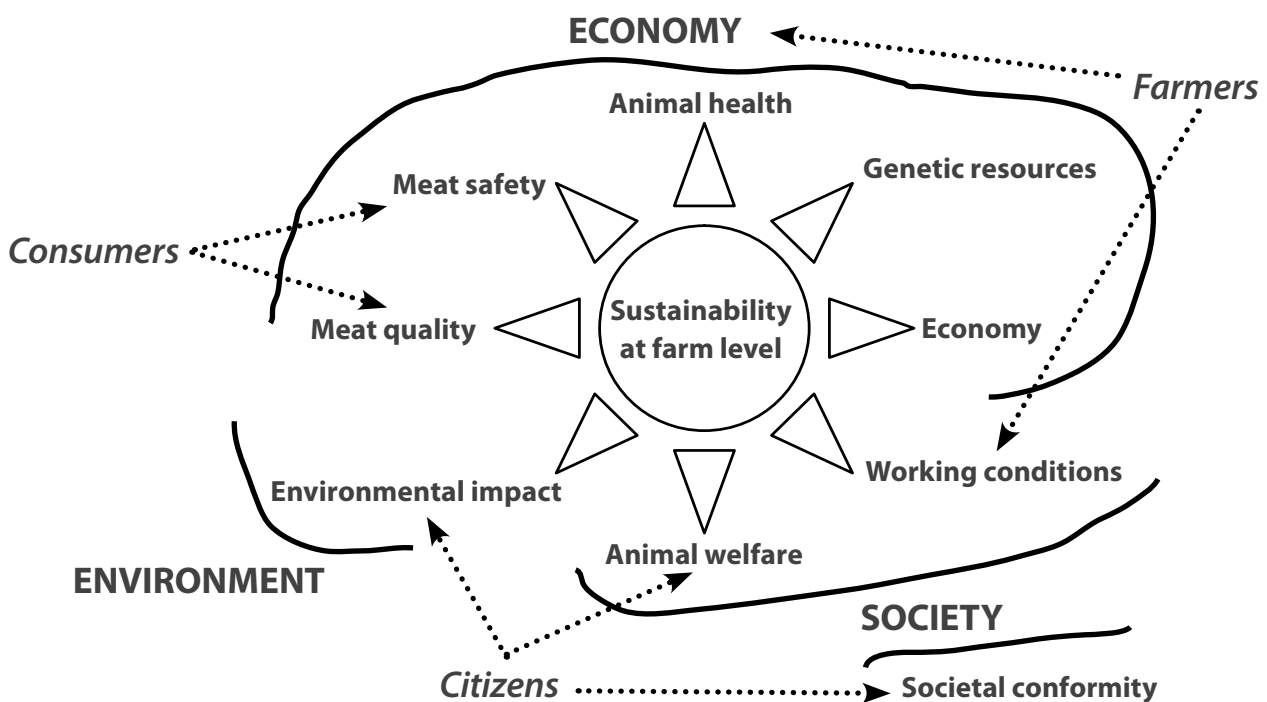 ECONOMY
Farmers
Animal health
Genetic resources
Meat safety
Consumers
Sustainability
at farm level
Meat quality
Economy
Working conditions
Environmental impact
Animal welfare
ENVIRONMENT
SOCIETY
Citizens
Societal conformity